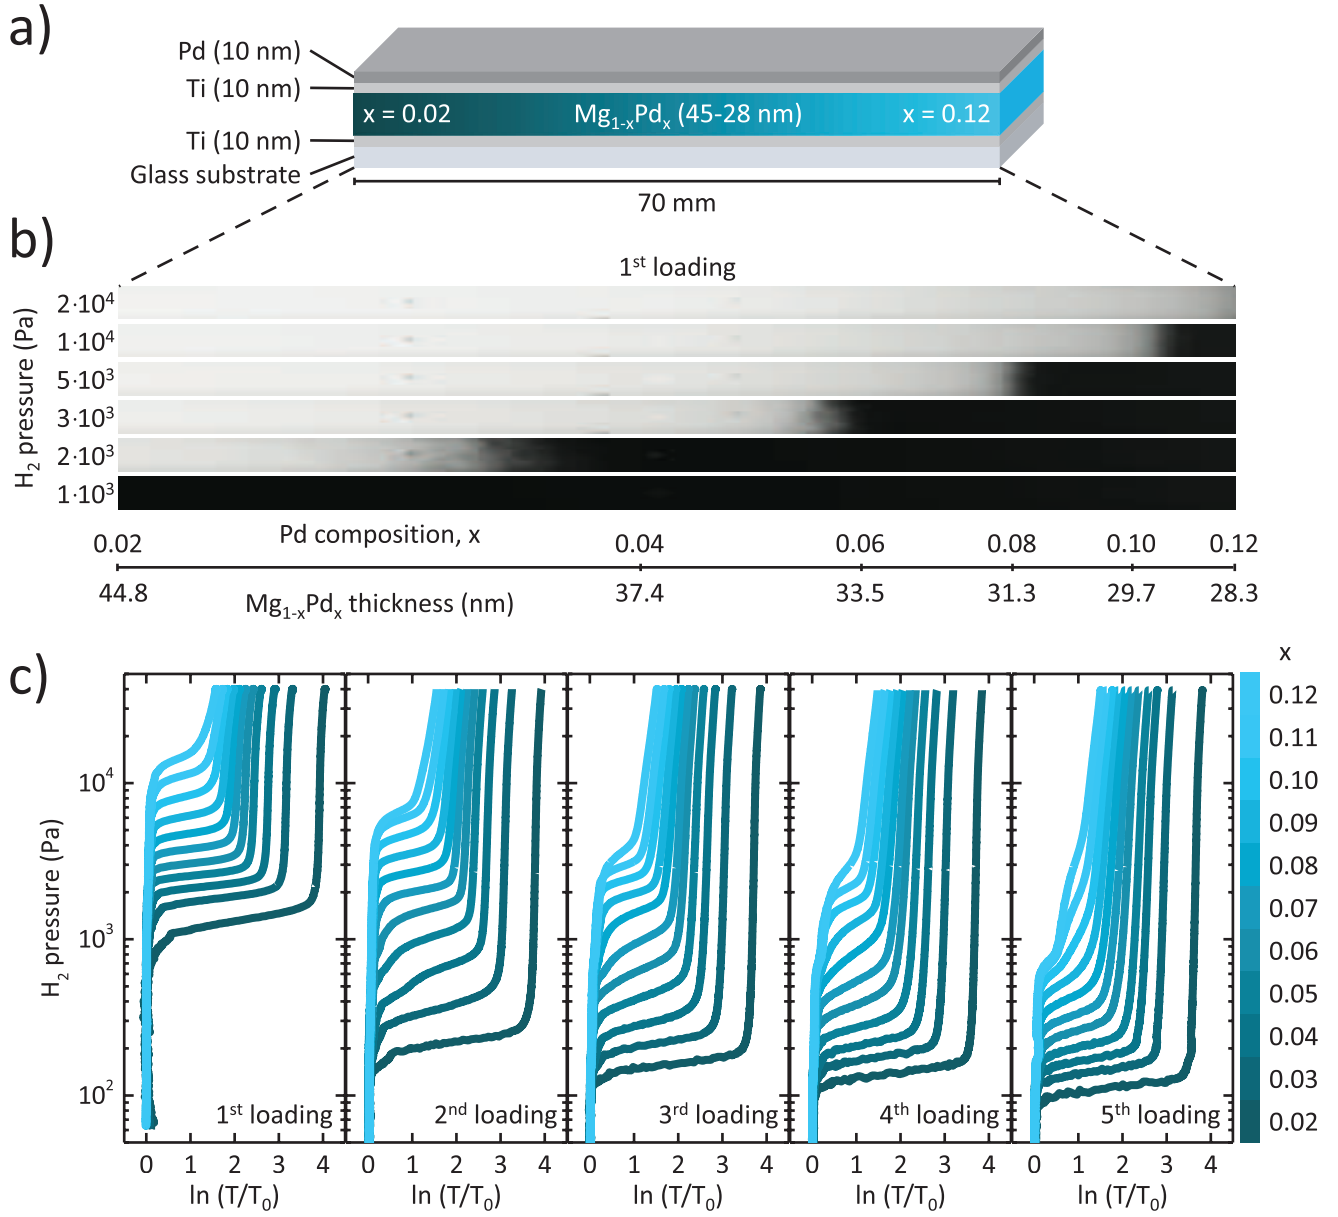 a)
Pd (10 nm)
Ti (10 nm)
x = 0.02 Mg₁₋ₓPdₓ (45-28 nm) x = 0.12
Ti (10 nm)
Glass substrate
70 mm
b)
1ˢᵗ loading
H₂ pressure (Pa)
2·10⁴
1·10⁴
5·10³
3·10³
2·10³
1·10³
Pd composition, x
0.02 0.04 0.06 0.08 0.10 0.12
44.8 37.4 33.5 31.3 29.7 28.3
Mg₁₋ₓPdₓ thickness (nm)
c)
H₂ pressure (Pa)
10⁴
10³
10²
1ˢᵗ loading 2ⁿᵈ loading 3ʳᵈ loading 4ᵗʰ loading 5ᵗʰ loading
0 1 2 3 4 0 1 2 3 4 0 1 2 3 4 0 1 2 3 4 0 1 2 3 4
ln (T/T₀) ln (T/T₀) ln (T/T₀) ln (T/T₀) ln (T/T₀)
x
0.12
0.11
0.10
0.09
0.08
0.07
0.06
0.05
0.04
0.03
0.02